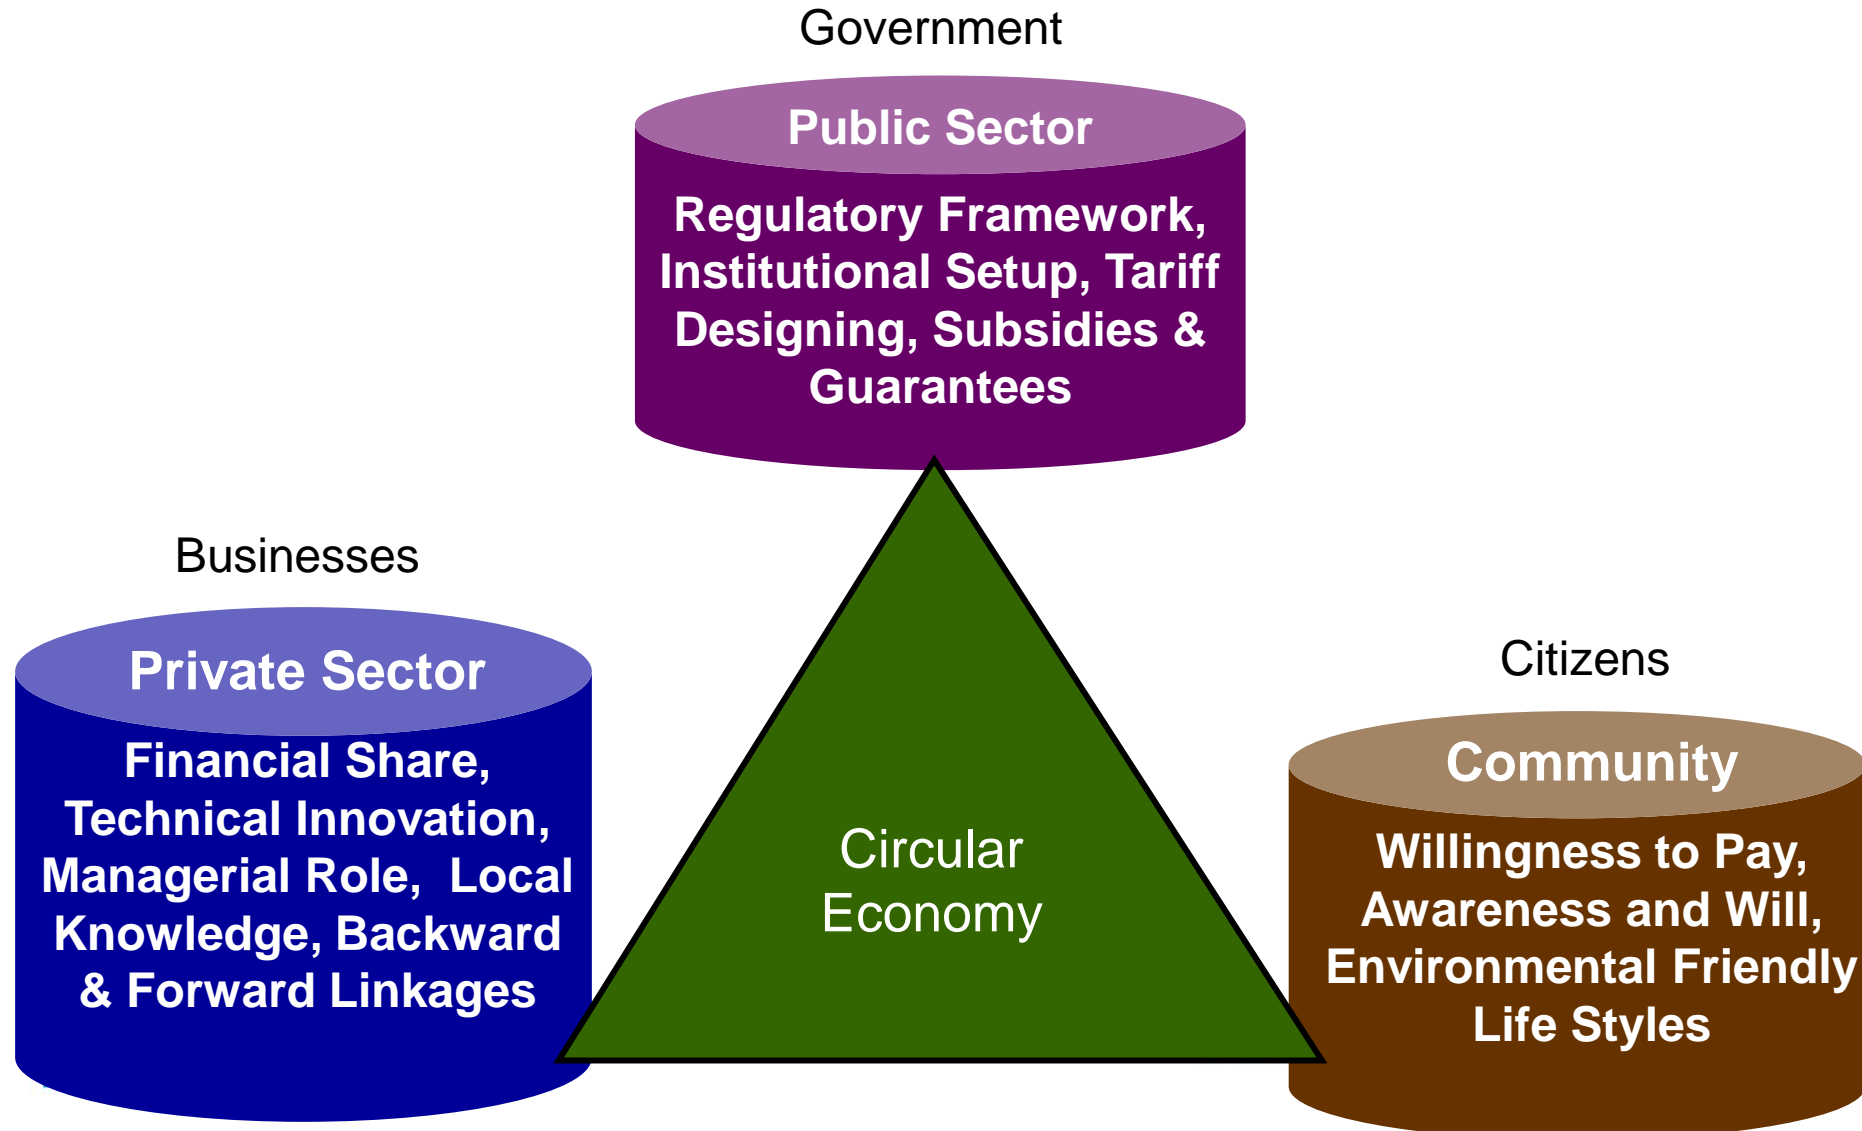 Government
Public Sector
Regulatory Framework,
Institutional Setup, Tariff
Designing, Subsidies &
Guarantees
Businesses
Private Sector
Financial Share,
Technical Innovation,
Managerial Role,  Local
Knowledge, Backward
& Forward Linkages
Circular
Economy
Citizens
Community
Willingness to Pay,
Awareness and Will,
Environmental Friendly
Life Styles